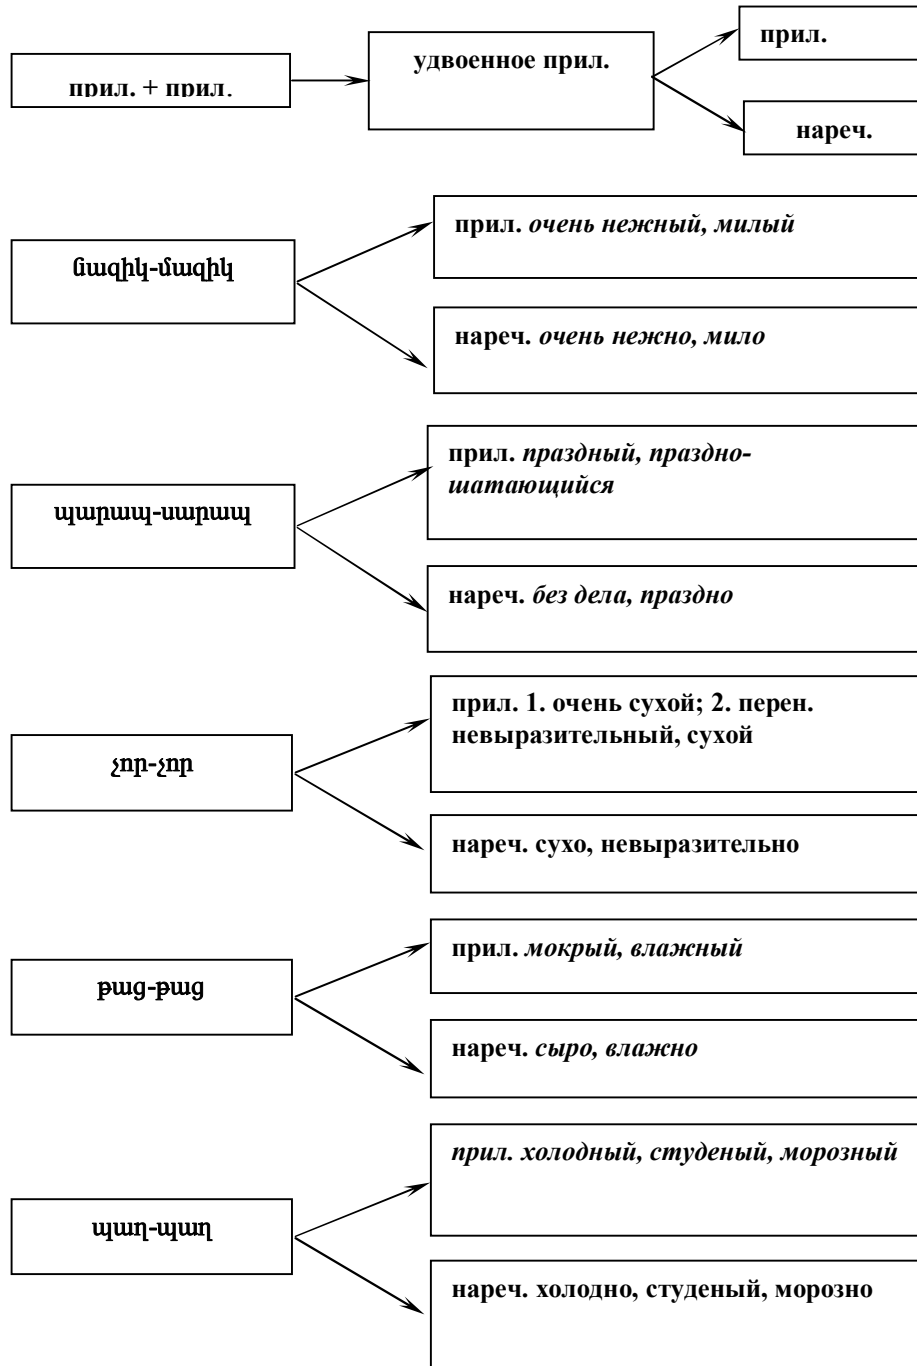 прил. + прил.
удвоенное прил.
прил.
нареч.
նազիկ-մազիկ
прил. очень нежный, милый
нареч. очень нежно, мило
պարապ-սարապ
прил. праздный, праздно-
шатающийся
нареч. без дела, праздно
չոր-չոր
прил. 1. очень сухой; 2. перен.
невыразительный, сухой
нареч. сухо, невыразительно
թաց-թաց
прил. мокрый, влажный
нареч. сыро, влажно
պաղ-պաղ
прил. холодный, студеный, морозный
нареч. холодно, студеный, морозно